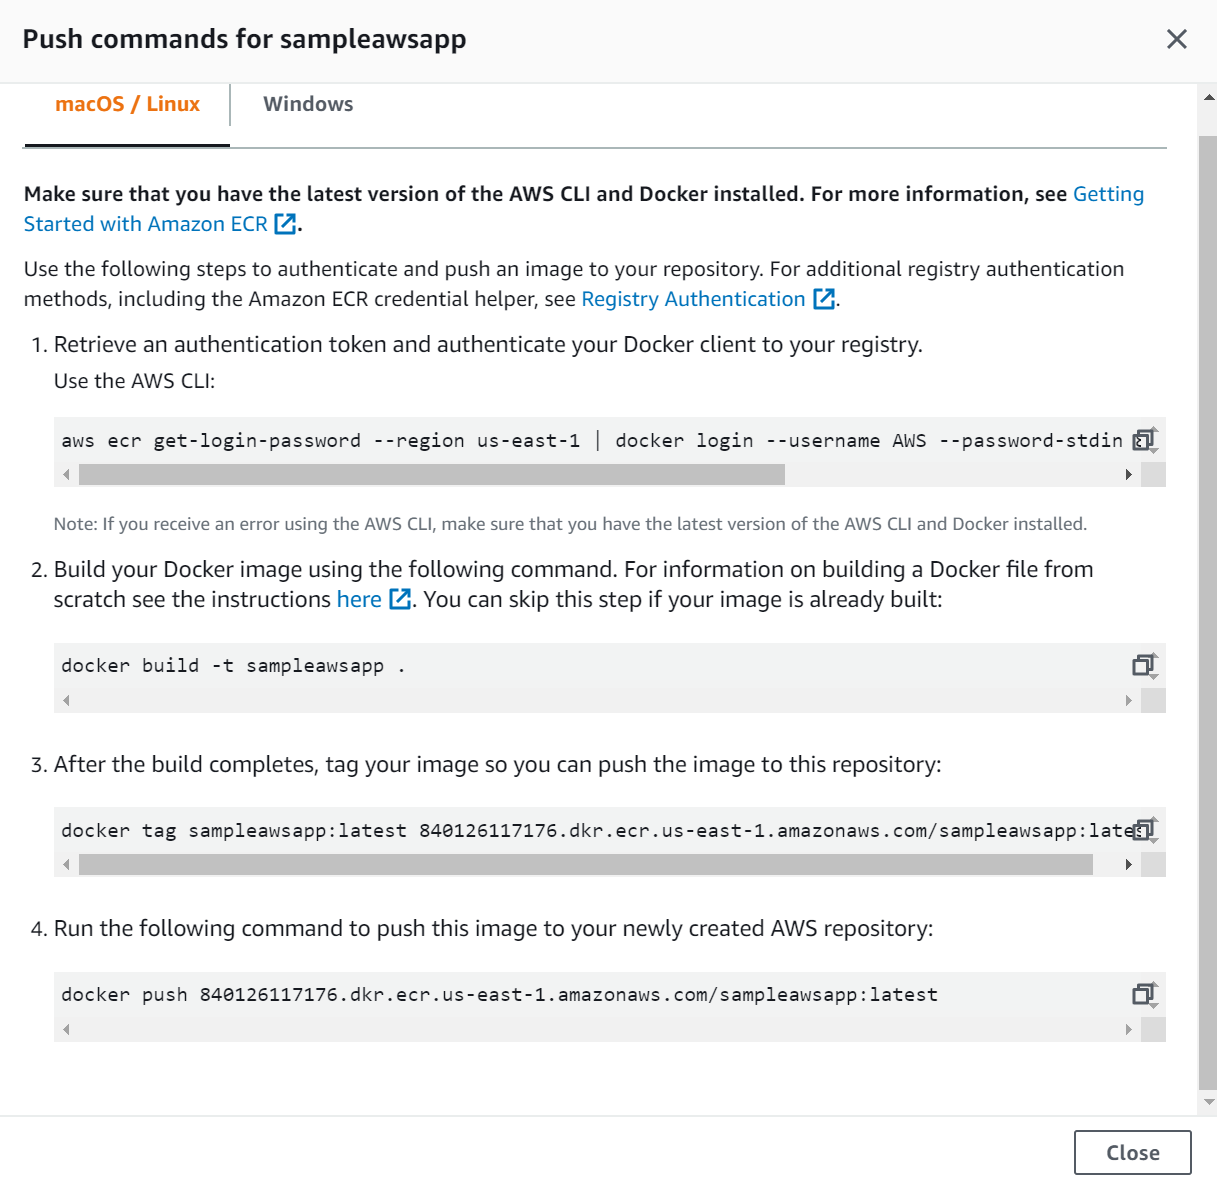 Push commands for sampleawsapp
macOS / Linux
Windows
Make sure that you have the latest version of the AWS CLI and Docker installed. For more information, see Getting
Started with Amazon ECR.
Use the following steps to authenticate and push an image to your repository. For additional registry authentication
methods, including the Amazon ECR credential helper, see Registry Authentication.
1. Retrieve an authentication token and authenticate your Docker client to your registry.
Use the AWS CLI:
aws ecr get-login-password --region us-east-1 | docker login --username AWS --password-stdin
Note: If you receive an error using the AWS CLI, make sure that you have the latest version of the AWS CLI and Docker installed.
2. Build your Docker image using the following command. For information on building a Docker file from
scratch see the instructions here. You can skip this step if your image is already built:
docker build -t sampleawsapp .
3. After the build completes, tag your image so you can push the image to this repository:
docker tag sampleawsapp:latest 840126117176.dkr.ecr.us-east-1.amazonaws.com/sampleawsapp:lates
4. Run the following command to push this image to your newly created AWS repository:
docker push 840126117176.dkr.ecr.us-east-1.amazonaws.com/sampleawsapp:latest
Close